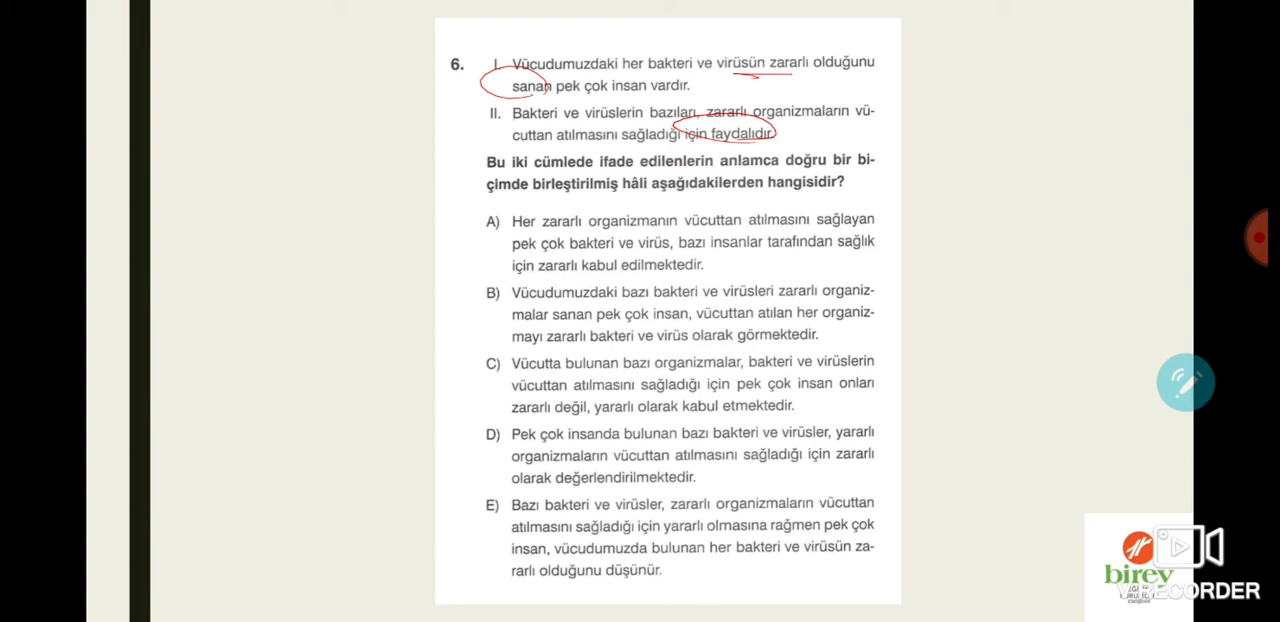 6. I. Vücudumuzdaki her bakteri ve virüsün zararlı olduğunu
sanan pek çok insan vardır.
II. Bakteri ve virüslerin bazıları, zararlı organizmaların vü-
cuttan atılmasını sağladığı için faydalıdır.
Bu iki cümlede ifade edilenlerin anlamca doğru bir bi-
çimde birleştirilmiş hâli aşağıdakilerden hangisidir?
A) Her zararlı organizmanın vücuttan atılmasını sağlayan
pek çok bakteri ve virüs, bazı insanlar tarafından sağlık
için zararlı kabul edilmektedir.
B) Vücudumuzdaki bazı bakteri ve virüsleri zararlı organiz-
malar sanan pek çok insan, vücuttan atılan her organiz-
mayı zararlı bakteri ve virüs olarak görmektedir.
C) Vücutta bulunan bazı organizmalar, bakteri ve virüslerin
vücuttan atılmasını sağladığı için pek çok insan onları
zararlı değil, yararlı olarak kabul etmektedir.
D) Pek çok insanda bulunan bazı bakteri ve virüsler, yararlı
organizmaların vücuttan atılmasını sağladığı için zararlı
olarak değerlendirilmektedir.
E) Bazı bakteri ve virüsler, zararlı organizmaların vücuttan
atılmasını sağladığı için yararlı olmasına rağmen pek çok
insan, vücudumuzda bulunan her bakteri ve virüsün za-
rarlı olduğunu düşünür.
birey
RECORDER